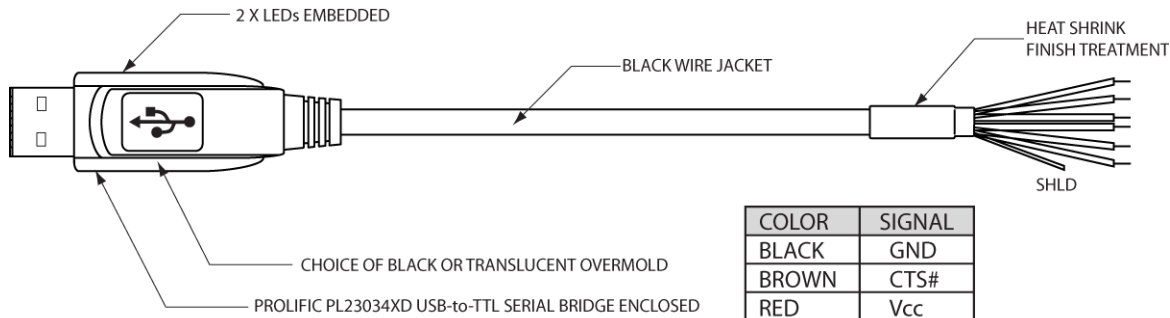 2 X LEDs EMBEDDED
HEAT SHRINK
FINISH TREATMENT
BLACK WIRE JACKET
SHLD
CHOICE OF BLACK OR TRANSLUCENT OVERMOLD
PROLIFIC PL23034XD USB-to-TTL SERIAL BRIDGE ENCLOSED
COLOR SIGNAL
BLACK GND
BROWN CTS#
RED Vcc